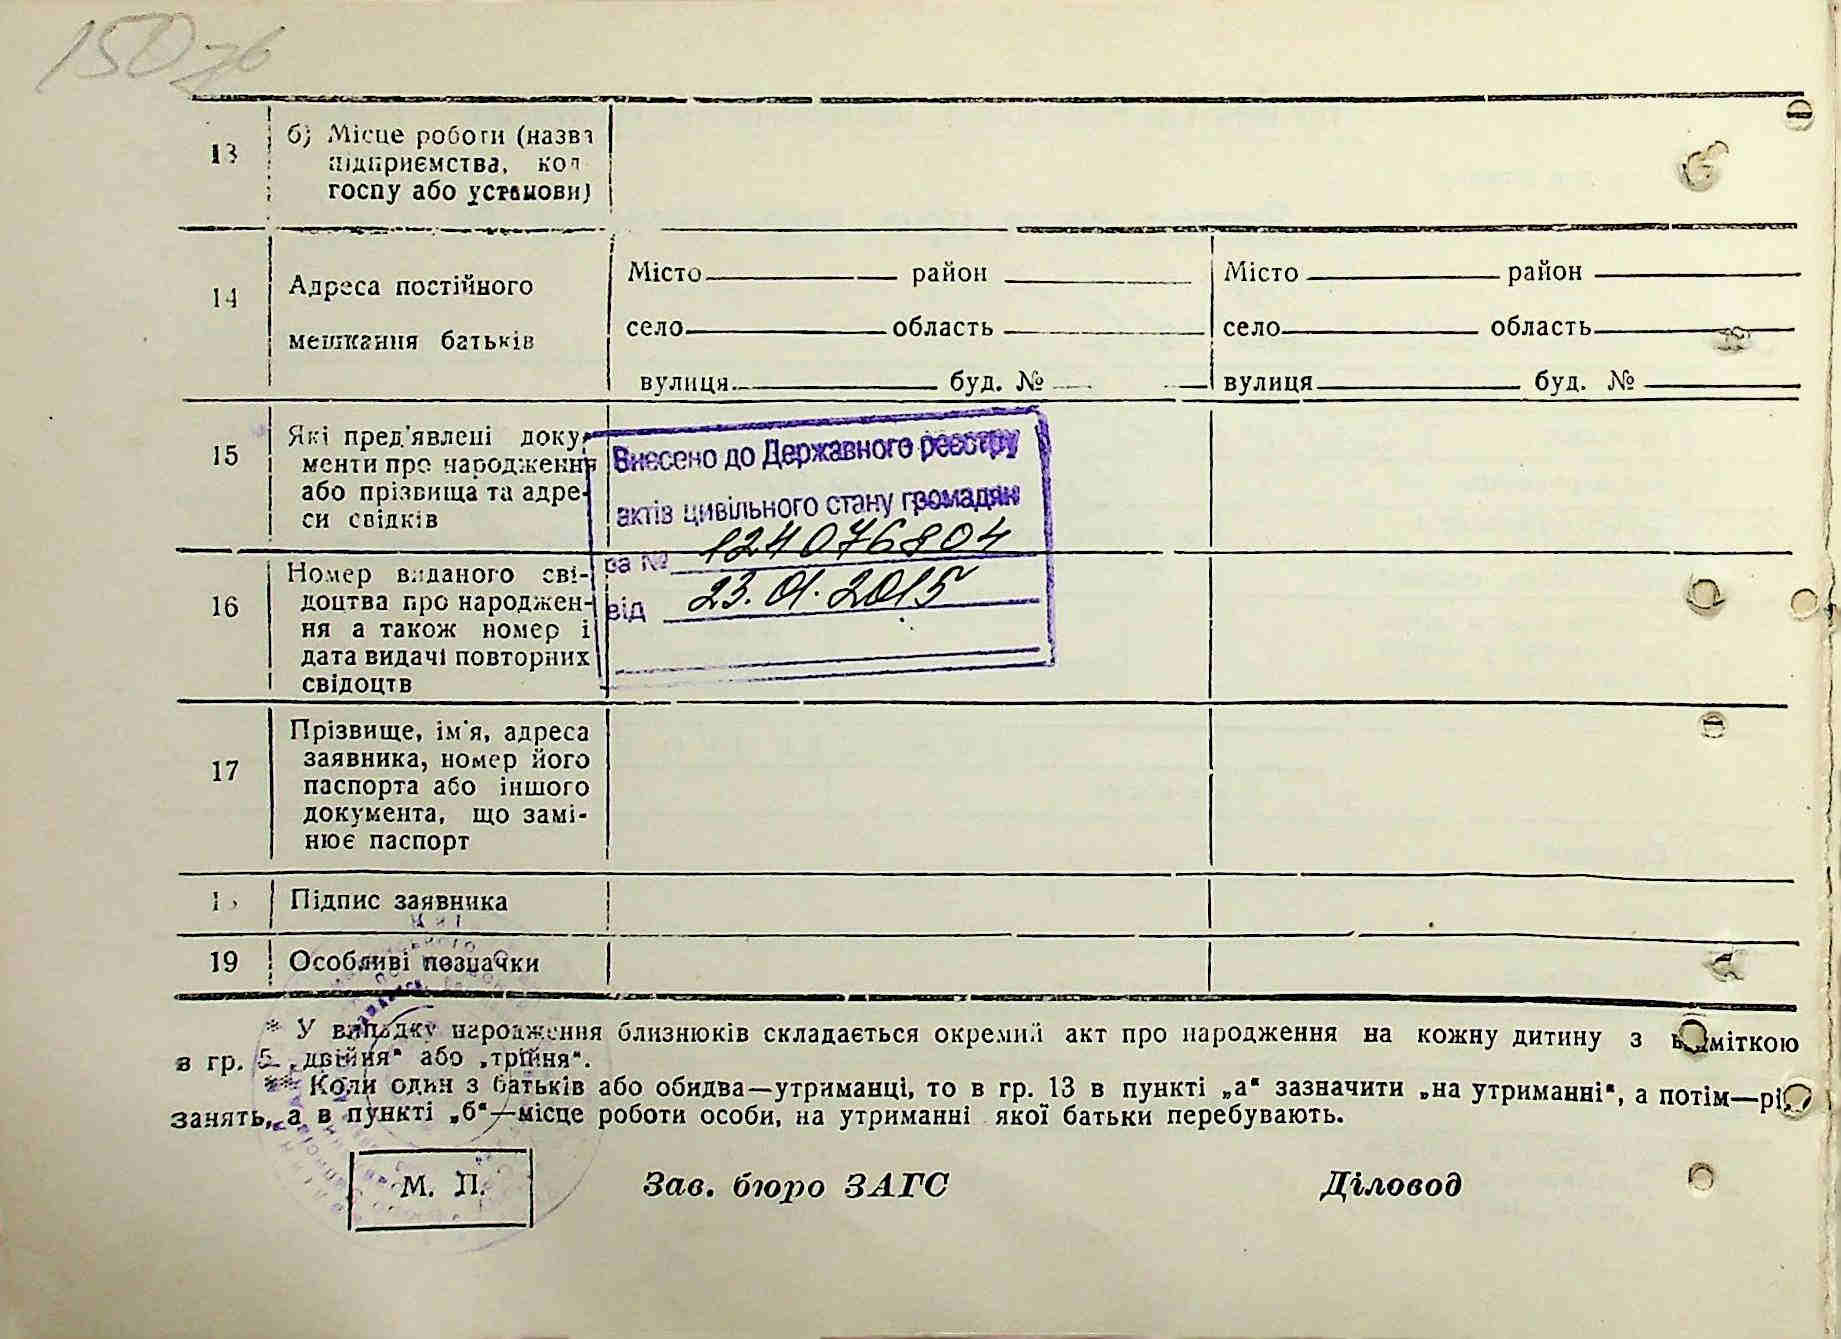 150 зв
13 б) Місце роботи (назва
підприємства, кол-
госпу або установи)
14 Адреса постійного
мешкання батьків
Місто район Місто район
село область село область
вулиця буд. № вулиця буд. №
15 Які пред'явлені доку-
менти про народження
або прізвища та адре-
си свідків
Внесено до Державного реєстру
актів цивільного стану громадян
за № 124076804
від 23.01.2015
16 Номер виданого сві-
доцтва про народжен-
ня а також номер і
дата видачі повторних
свідоцтв
17 Прізвище, ім'я, адреса
заявника, номер його
паспорта або іншого
документа, що замі-
нює паспорт
Підпис заявника
19 Особливі позначки
* У випадку народження близнюків складається окремий акт про народження на кожну дитину з відміткою
в гр. 5 „двійня“ або „трійня“.
** Коли один з батьків або обидва—утриманці, то в гр. 13 в пункті „а“ зазначити „на утриманні“, а потім—рід
занять, а в пункті „б“—місце роботи особи, на утриманні якої батьки перебувають.
М. П. Зав. бюро ЗАГС Діловод